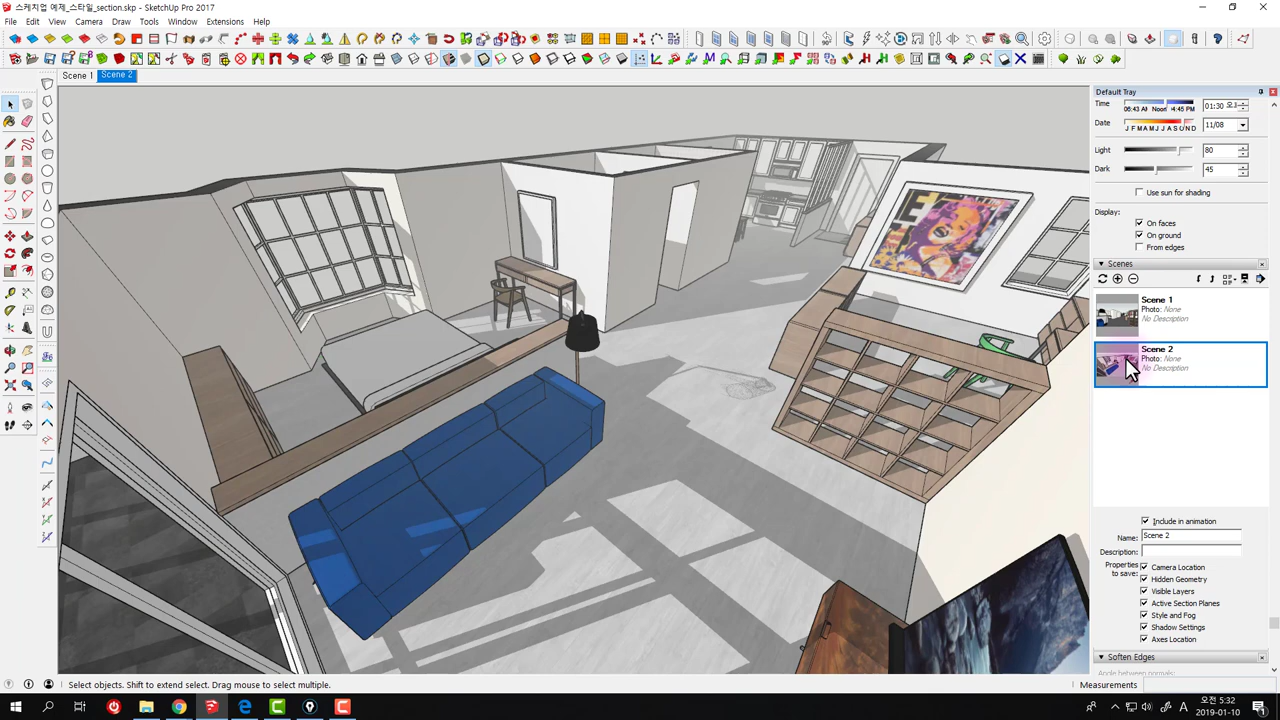 스케치업 예제_스타일_section.skp - SketchUp Pro 2017
File Edit View Camera Draw Tools Window Extensions Help
Scene 1 Scene 2
Default Tray
Time 06:43 AM Noon 4:45 PM 01:30 오후
Date J F M A M J J A S O N D 11/08
Light 80
Dark 45
Use sun for shading
Display:
On faces
On ground
From edges
Scenes
Scene 1
Photo: None
No Description
Scene 2
Photo: None
No Description
Include in animation
Name: Scene 2
Description:
Properties to save:
Camera Location
Hidden Geometry
Visible Layers
Active Section Planes
Style and Fog
Shadow Settings
Axes Location
Soften Edges
Angle between normals:
Select objects. Shift to extend select. Drag mouse to select multiple.
Measurements
A 오전 5:32
2019-01-10